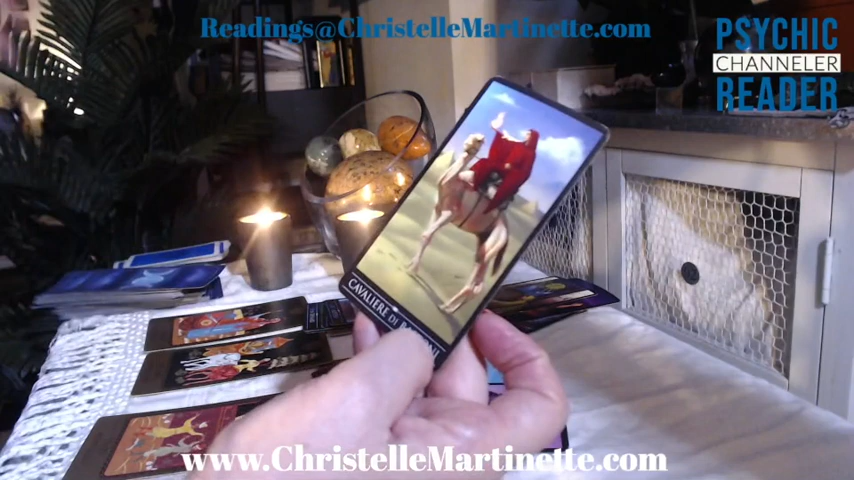 Readings@ChristelleMartinette.com
PSYCHIC
CHANNELER
READER
CAVALIERE DI
www.ChristelleMartinette.com